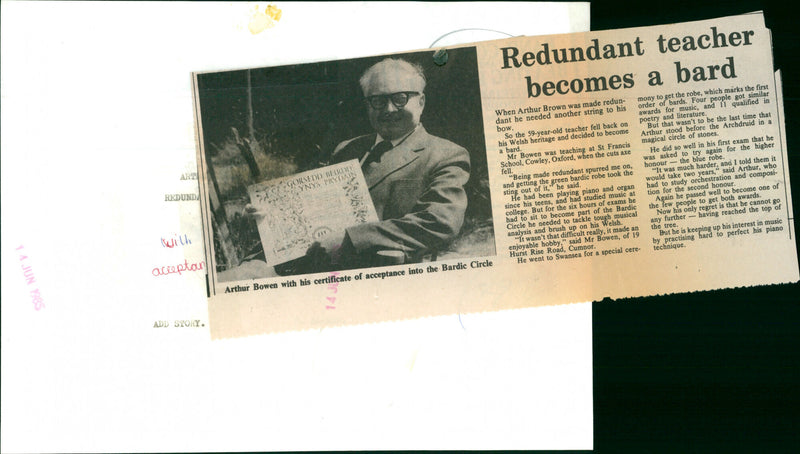 Redundant teacher
becomes a bard
When Arthur Brown was made redun-
dant he needed another string to his
bow.
So the 59-year-old teacher fell back on
his Welsh heritage and decided to become
a bard.
Mr Bowen was teaching at St Francis
School, Cowley, Oxford, when the cuts axe
fell.
"Being made redundant spurred me on,
and getting the green bardic robe took the
sting out of it," he said.
He had been playing piano and organ
since his teens, and had studied music at
college. But for the six hours of exams he
had to sit to become part of the Bardic
Circle he needed to tackle tough musical
analysis and brush up on his Welsh.
"It wasn't that difficult really, it made an
enjoyable hobby," said Mr Bowen, of 19
Hurst Rise Road, Cumnor.
He went to Swansea for a special cere-
mony to get the robe, which marks the first
order of bards. Four people got similar
awards for music, and 11 qualified in
poetry and literature.
But that wasn't to be the last time that
Arthur stood before the Archdruid in a
magical circle of stones.
He did so well in his first exam that he
was asked to try again for the higher
honour — the blue robe.
"It was much harder, and I told them it
would take two years," said Arthur, who
had to study orchestration and composi-
tion for the second honour.
Again he passed well to become one of
the few people to get both awards.
Now his only regret is that he cannot go
any further — having reached the top of
the tree.
But he is keeping up his interest in music
by practising hard to perfect his piano
technique.
GORSEDD BEIRDD
YNYS PRYDAIN
Arthur Bowen with his certificate of acceptance into the Bardic Circle
ART
REDUNDA
with
acceptan
ADD STORY.
14 JUN 1985
14 J